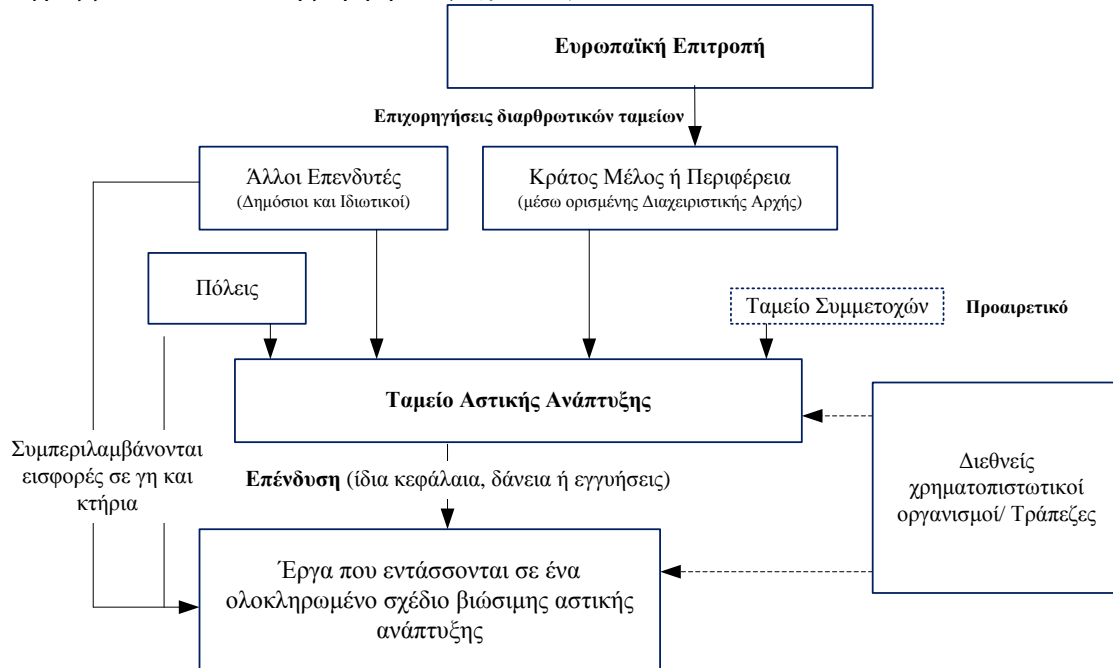 Ευρωπαϊκή Επιτροπή
Επιχορηγήσεις διαρθρωτικών ταμείων
Άλλοι Επενδυτές
(Δημόσιοι και Ιδιωτικοί)
Κράτος Μέλος ή Περιφέρεια
(μέσω ορισμένης Διαχειριστικής Αρχής)
Πόλεις
Ταμείο Συμμετοχών
Προαιρετικό
Ταμείο Αστικής Ανάπτυξης
Συμπεριλαμβάνονται
εισφορές σε γη και
κτήρια
Επένδυση (ίδια κεφάλαια, δάνεια ή εγγυήσεις)
Διεθνείς
χρηματοπιστωτικοί
οργανισμοί/ Τράπεζες
Έργα που εντάσσονται σε ένα
ολοκληρωμένο σχέδιο βιώσιμης αστικής
ανάπτυξης